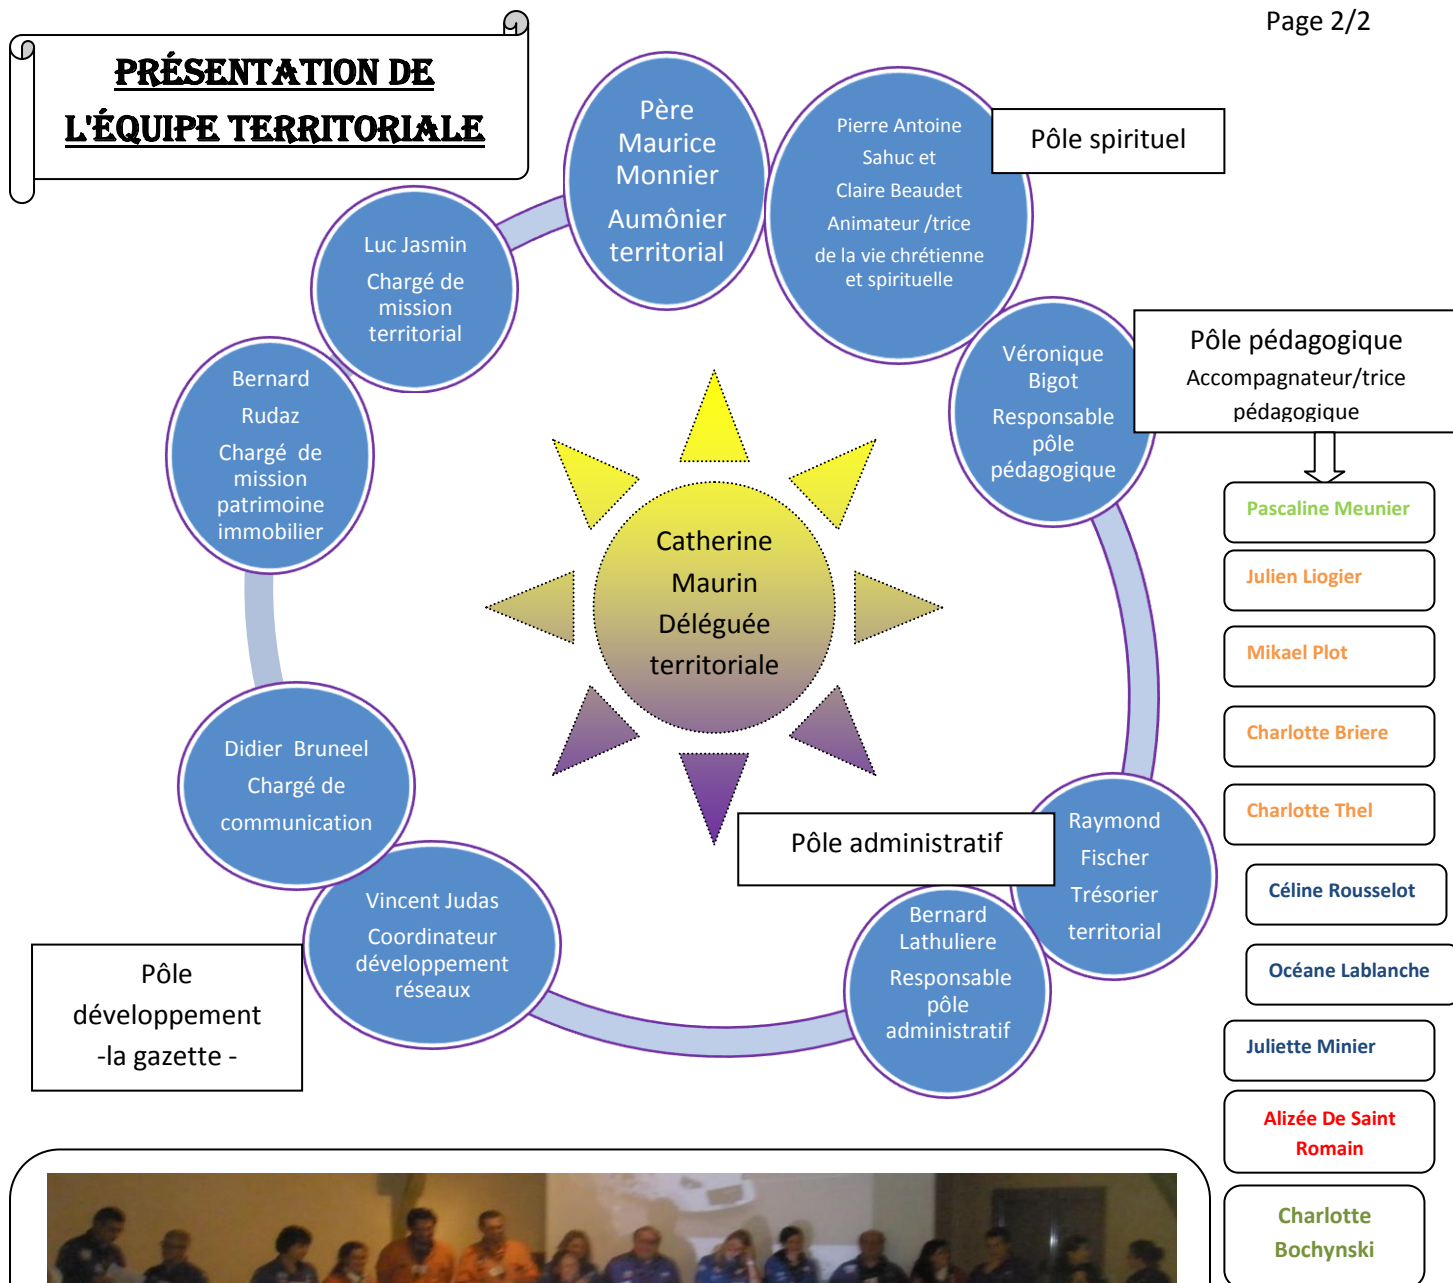 Page 2/2
PRÉSENTATION DE
L'ÉQUIPE TERRITORIALE
Père
Maurice
Monnier
Aumônier
territorial
Pierre Antoine
Sahuc et
Claire Beaudet
Animateur /trice
de la vie chrétienne
et spirituelle
Pôle spirituel
Luc Jasmin
Chargé de
mission
territorial
Bernard
Rudaz
Chargé de
mission
patrimoine
immobilier
Véronique
Bigot
Responsable
pôle
pédagogique
Pôle pédagogique
Accompagnateur/trice
pédagogique
Catherine
Maurin
Déléguée
territoriale
Pascaline Meunier
Julien Liogier
Mikael Plot
Charlotte Briere
Charlotte Thel
Céline Rousselot
Océane Lablanche
Juliette Minier
Alizée De Saint
Romain
Charlotte
Bochynski
Didier Bruneel
Chargé de
communication
Pôle administratif
Raymond
Fischer
Trésorier
territorial
Bernard
Lathuliere
Responsable
pôle
administratif
Vincent Judas
Coordinateur
développement
réseaux
Pôle
développement
-la gazette -